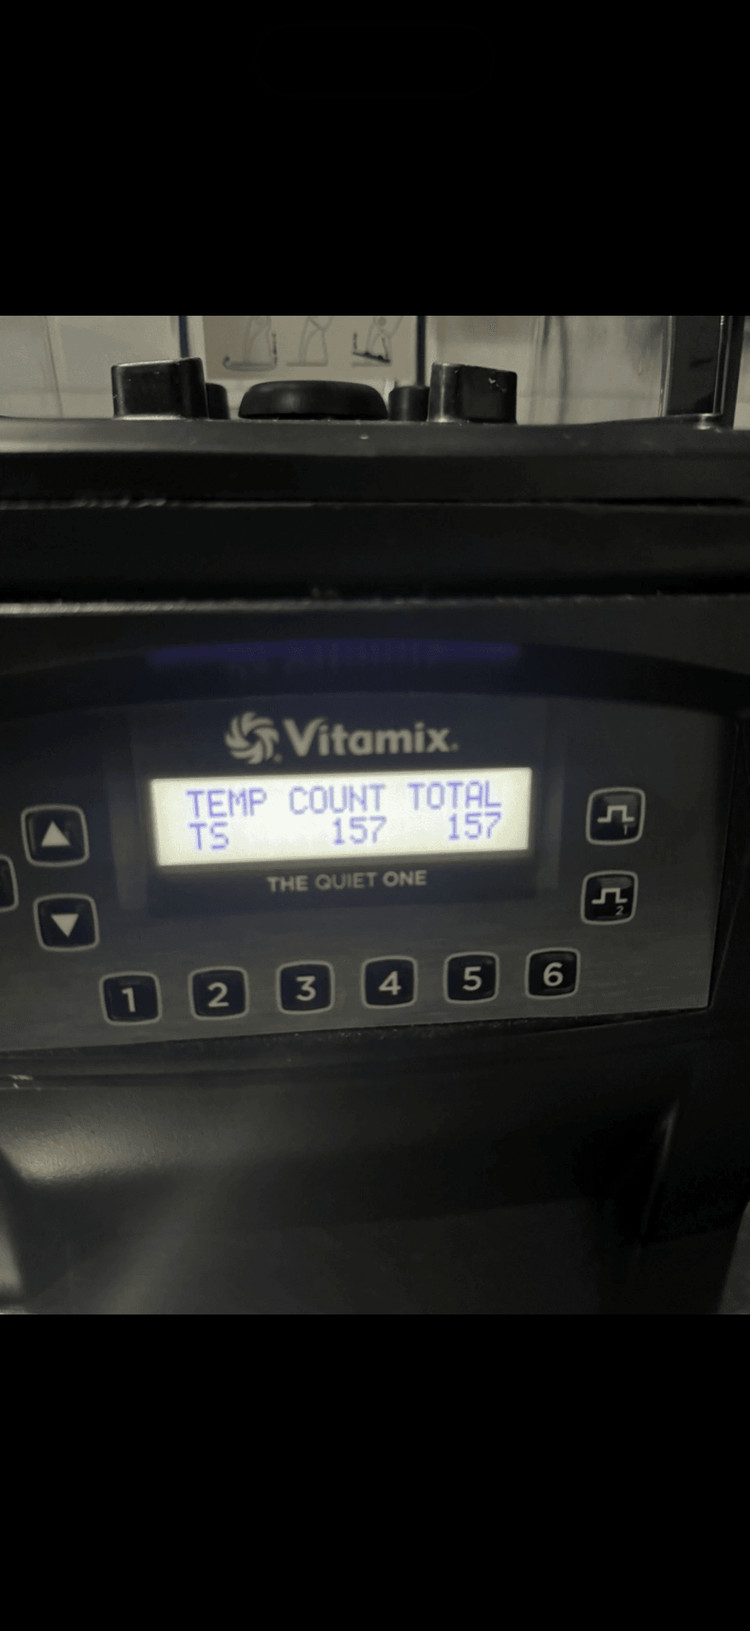 Vitamix®
TEMP COUNT TOTAL
TS 157 157
THE QUIET ONE
1
2
1 2 3 4 5 6